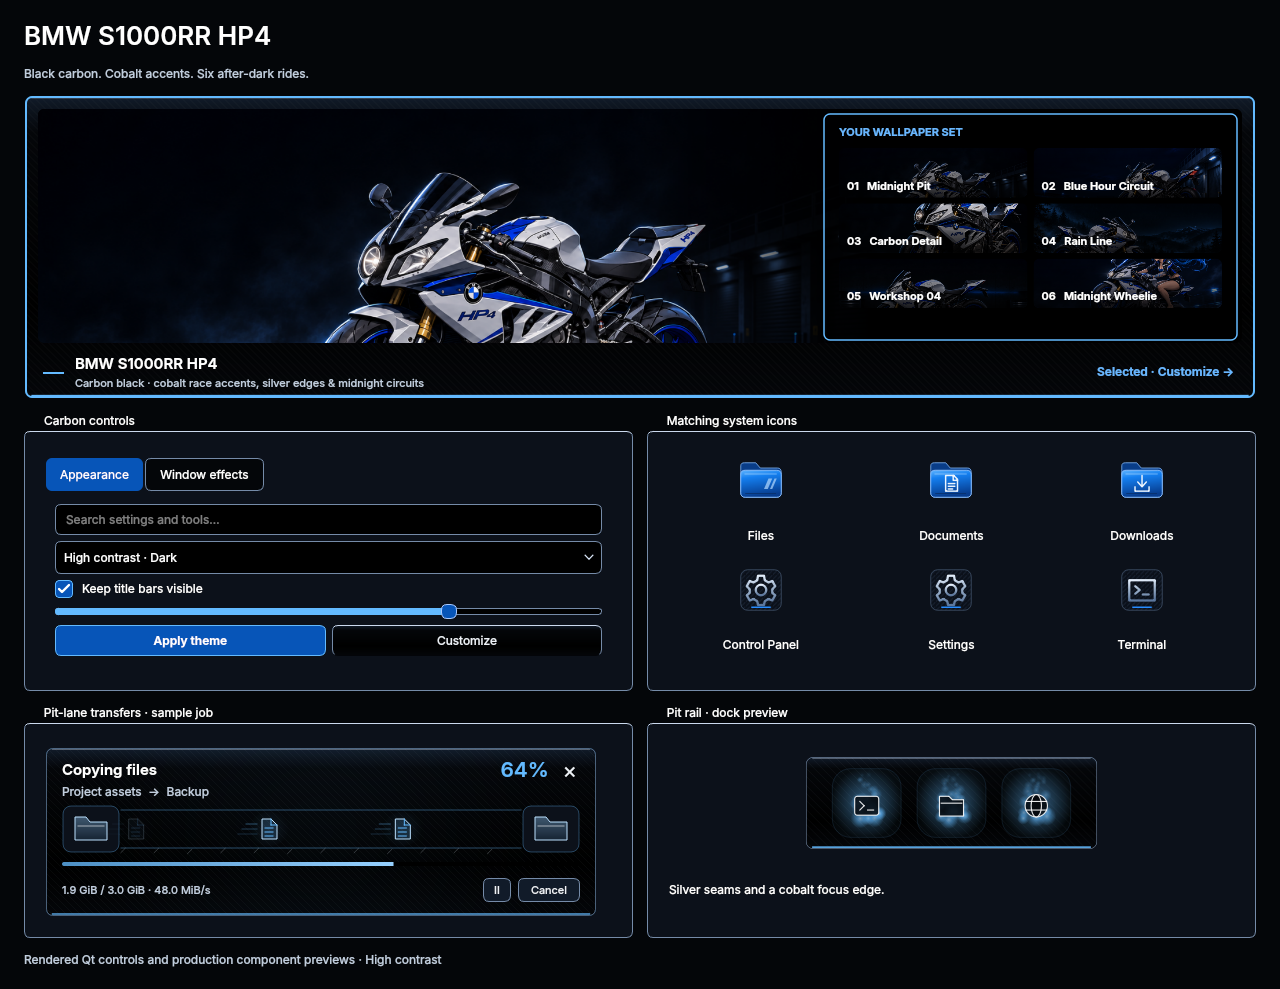 BMW S1000RR HP4
Black carbon. Cobalt accents. Six after-dark rides.
YOUR WALLPAPER SET
01 Midnight Pit
02 Blue Hour Circuit
03 Carbon Detail
04 Rain Line
05 Workshop 04
06 Midnight Wheelie
HP4
HP4
BMW S1000RR HP4
Carbon black · cobalt race accents, silver edges & midnight circuits
Selected · Customize →
Carbon controls
Appearance
Window effects
Search settings and tools...
High contrast · Dark
Keep title bars visible
Apply theme
Customize
Matching system icons
Files
Documents
Downloads
Control Panel
Settings
Terminal
Pit-lane transfers · sample job
Copying files
64%
Project assets → Backup
1.9 GiB / 3.0 GiB · 48.0 MiB/s
Cancel
Pit rail · dock preview
Silver seams and a cobalt focus edge.
Rendered Qt controls and production component previews · High contrast